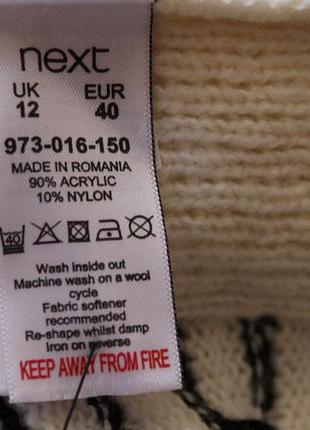 next
UK EUR
12 40
973-016-150
MADE IN ROMANIA
90% ACRYLIC
10% NYLON
40
Wash inside out
Machine wash on a wool
cycle
Fabric softener
recommended
Re-shape whilst damp
Iron on reverse
KEEP AWAY FROM FIRE